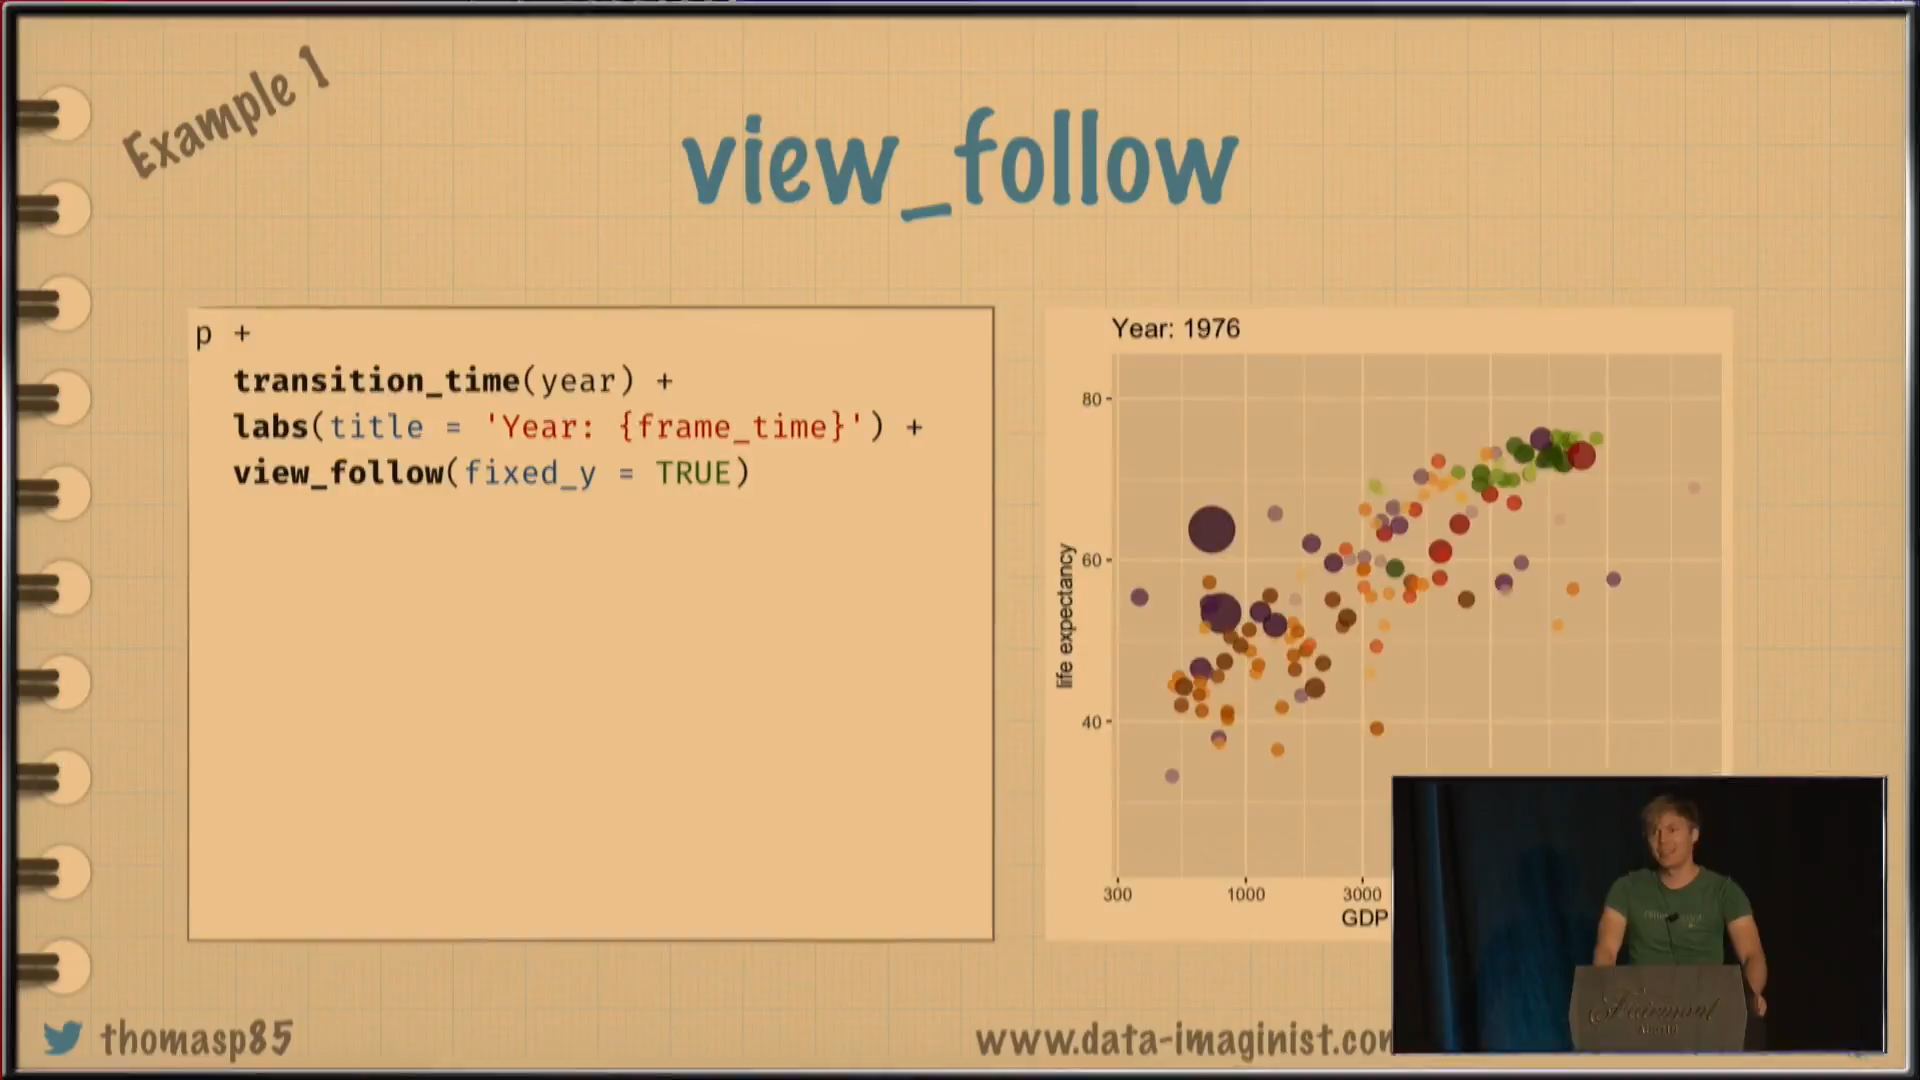 Example 1
view_follow
p +
transition_time(year) +
labs(title = 'Year: {frame_time}') +
view_follow(fixed_y = TRUE)
Year: 1976
80
60
40
life expectancy
300
1000
3000
GDP
thomasp85
www.data-imaginist.com
Fairmont